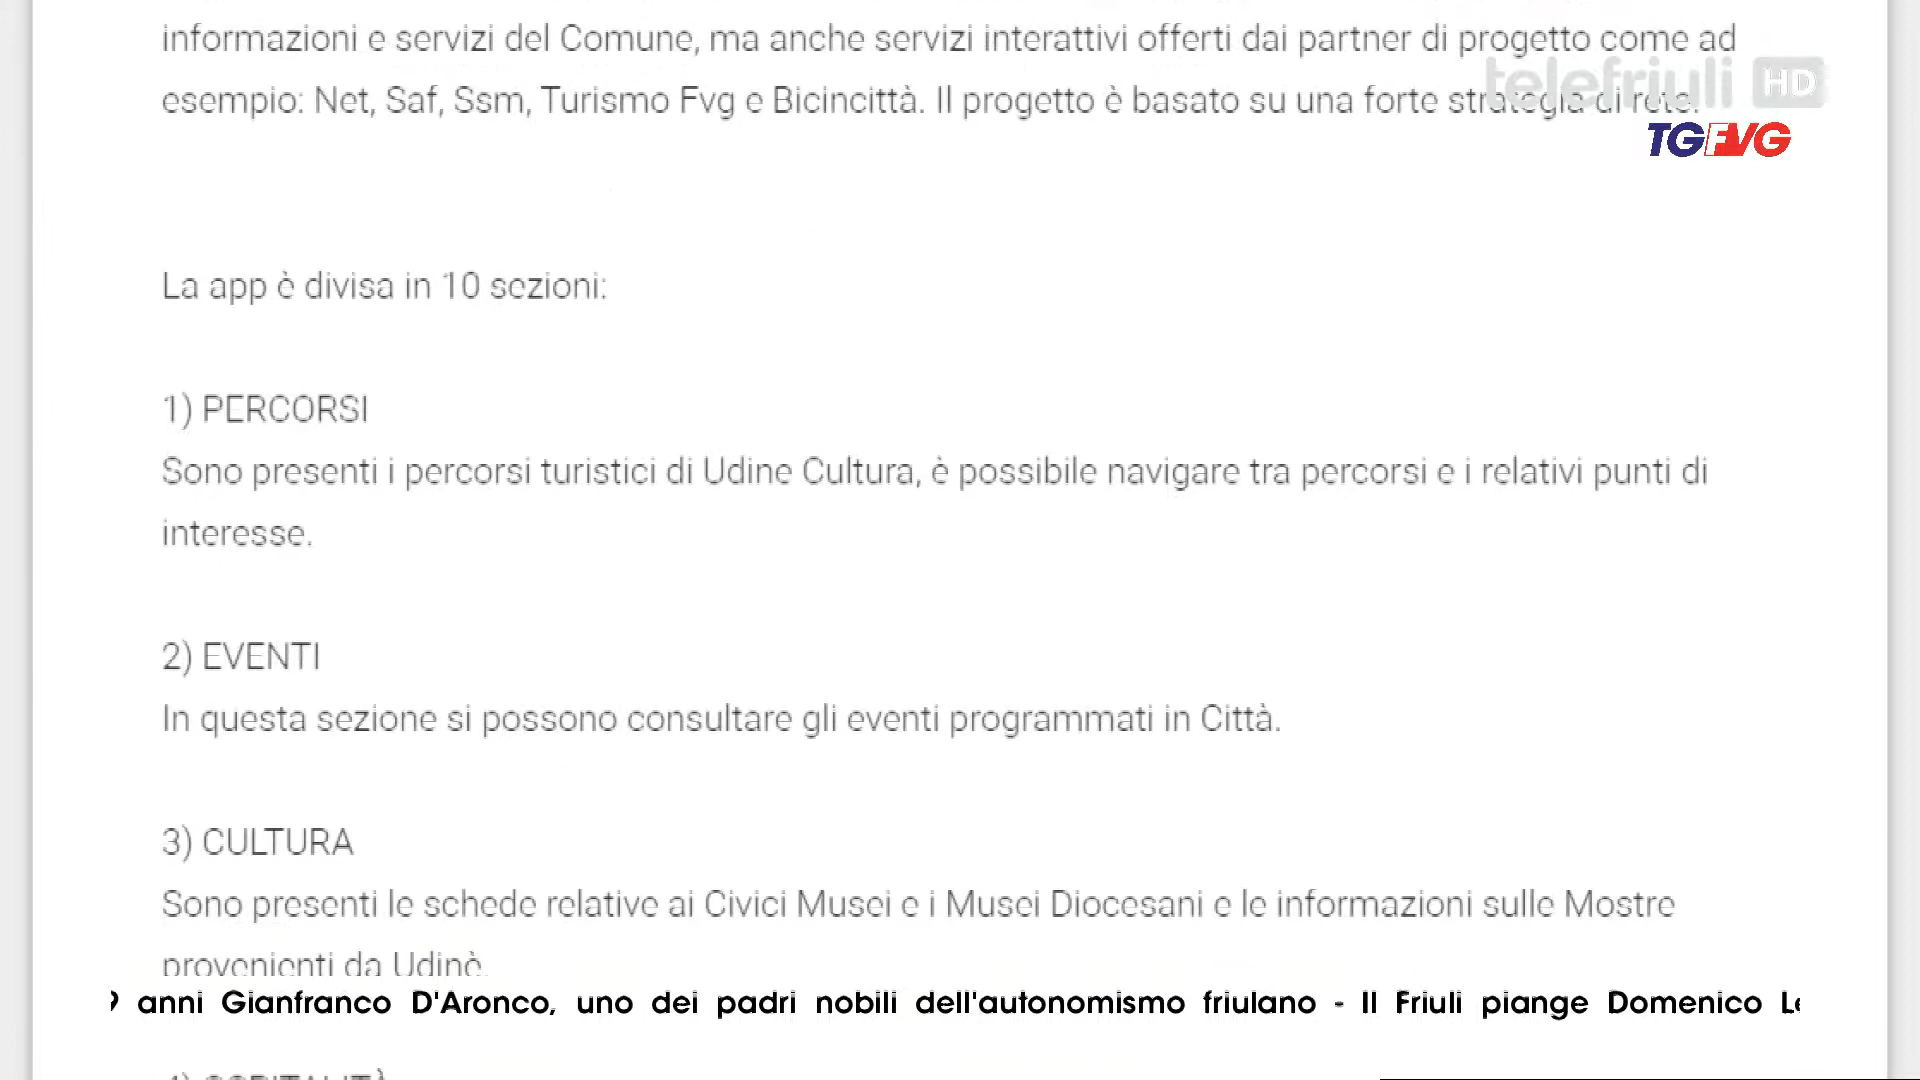 informazioni e servizi del Comune, ma anche servizi interattivi offerti dai partner di progetto come ad
esempio: Net, Saf, Ssm, Turismo Fvg e Bicincittà. Il progetto è basato su una forte strategia di rete.
telefriuli HD
TGFVG
La app è divisa in 10 sezioni:
1) PERCORSI
Sono presenti i percorsi turistici di Udine Cultura, è possibile navigare tra percorsi e i relativi punti di
interesse.
2) EVENTI
In questa sezione si possono consultare gli eventi programmati in Città.
3) CULTURA
Sono presenti le schede relative ai Civici Musei e i Musei Diocesani e le informazioni sulle Mostre
provenienti da Udinè.
anni Gianfranco D'Aronco, uno dei padri nobili dell'autonomismo friulano - Il Friuli piange Domenico